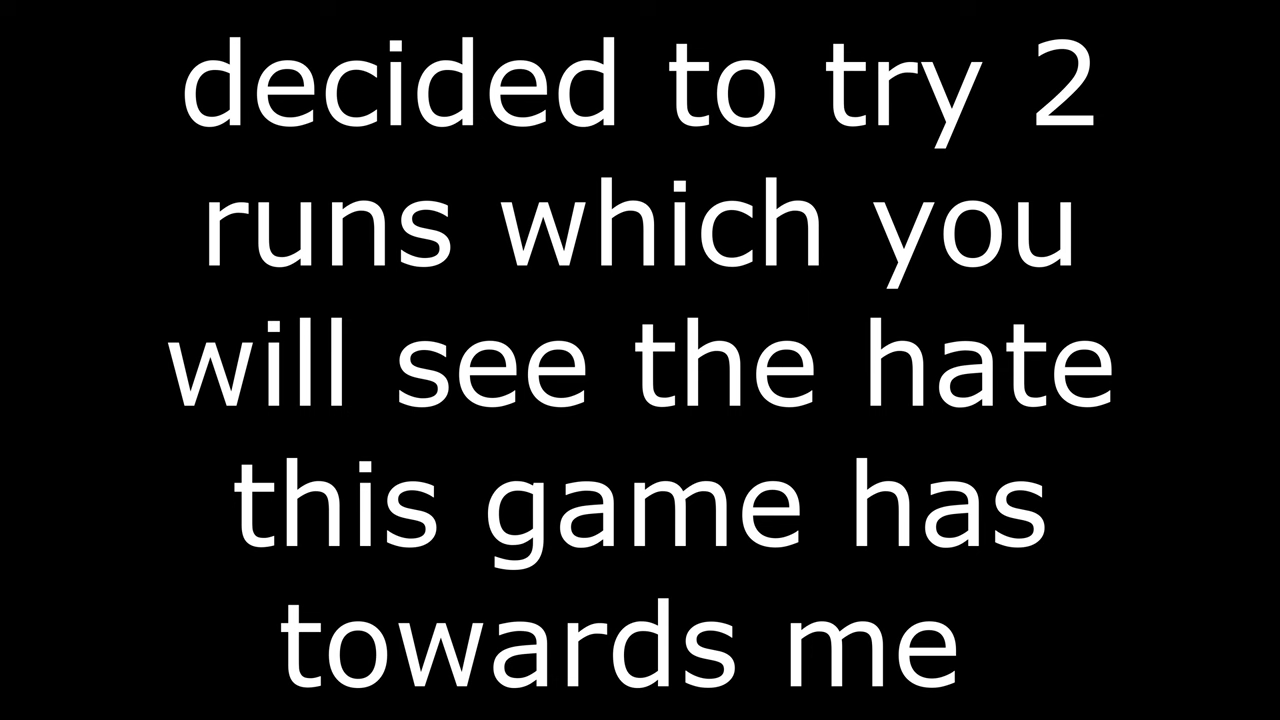 decided to try 2
runs which you
will see the hate
this game has
towards me